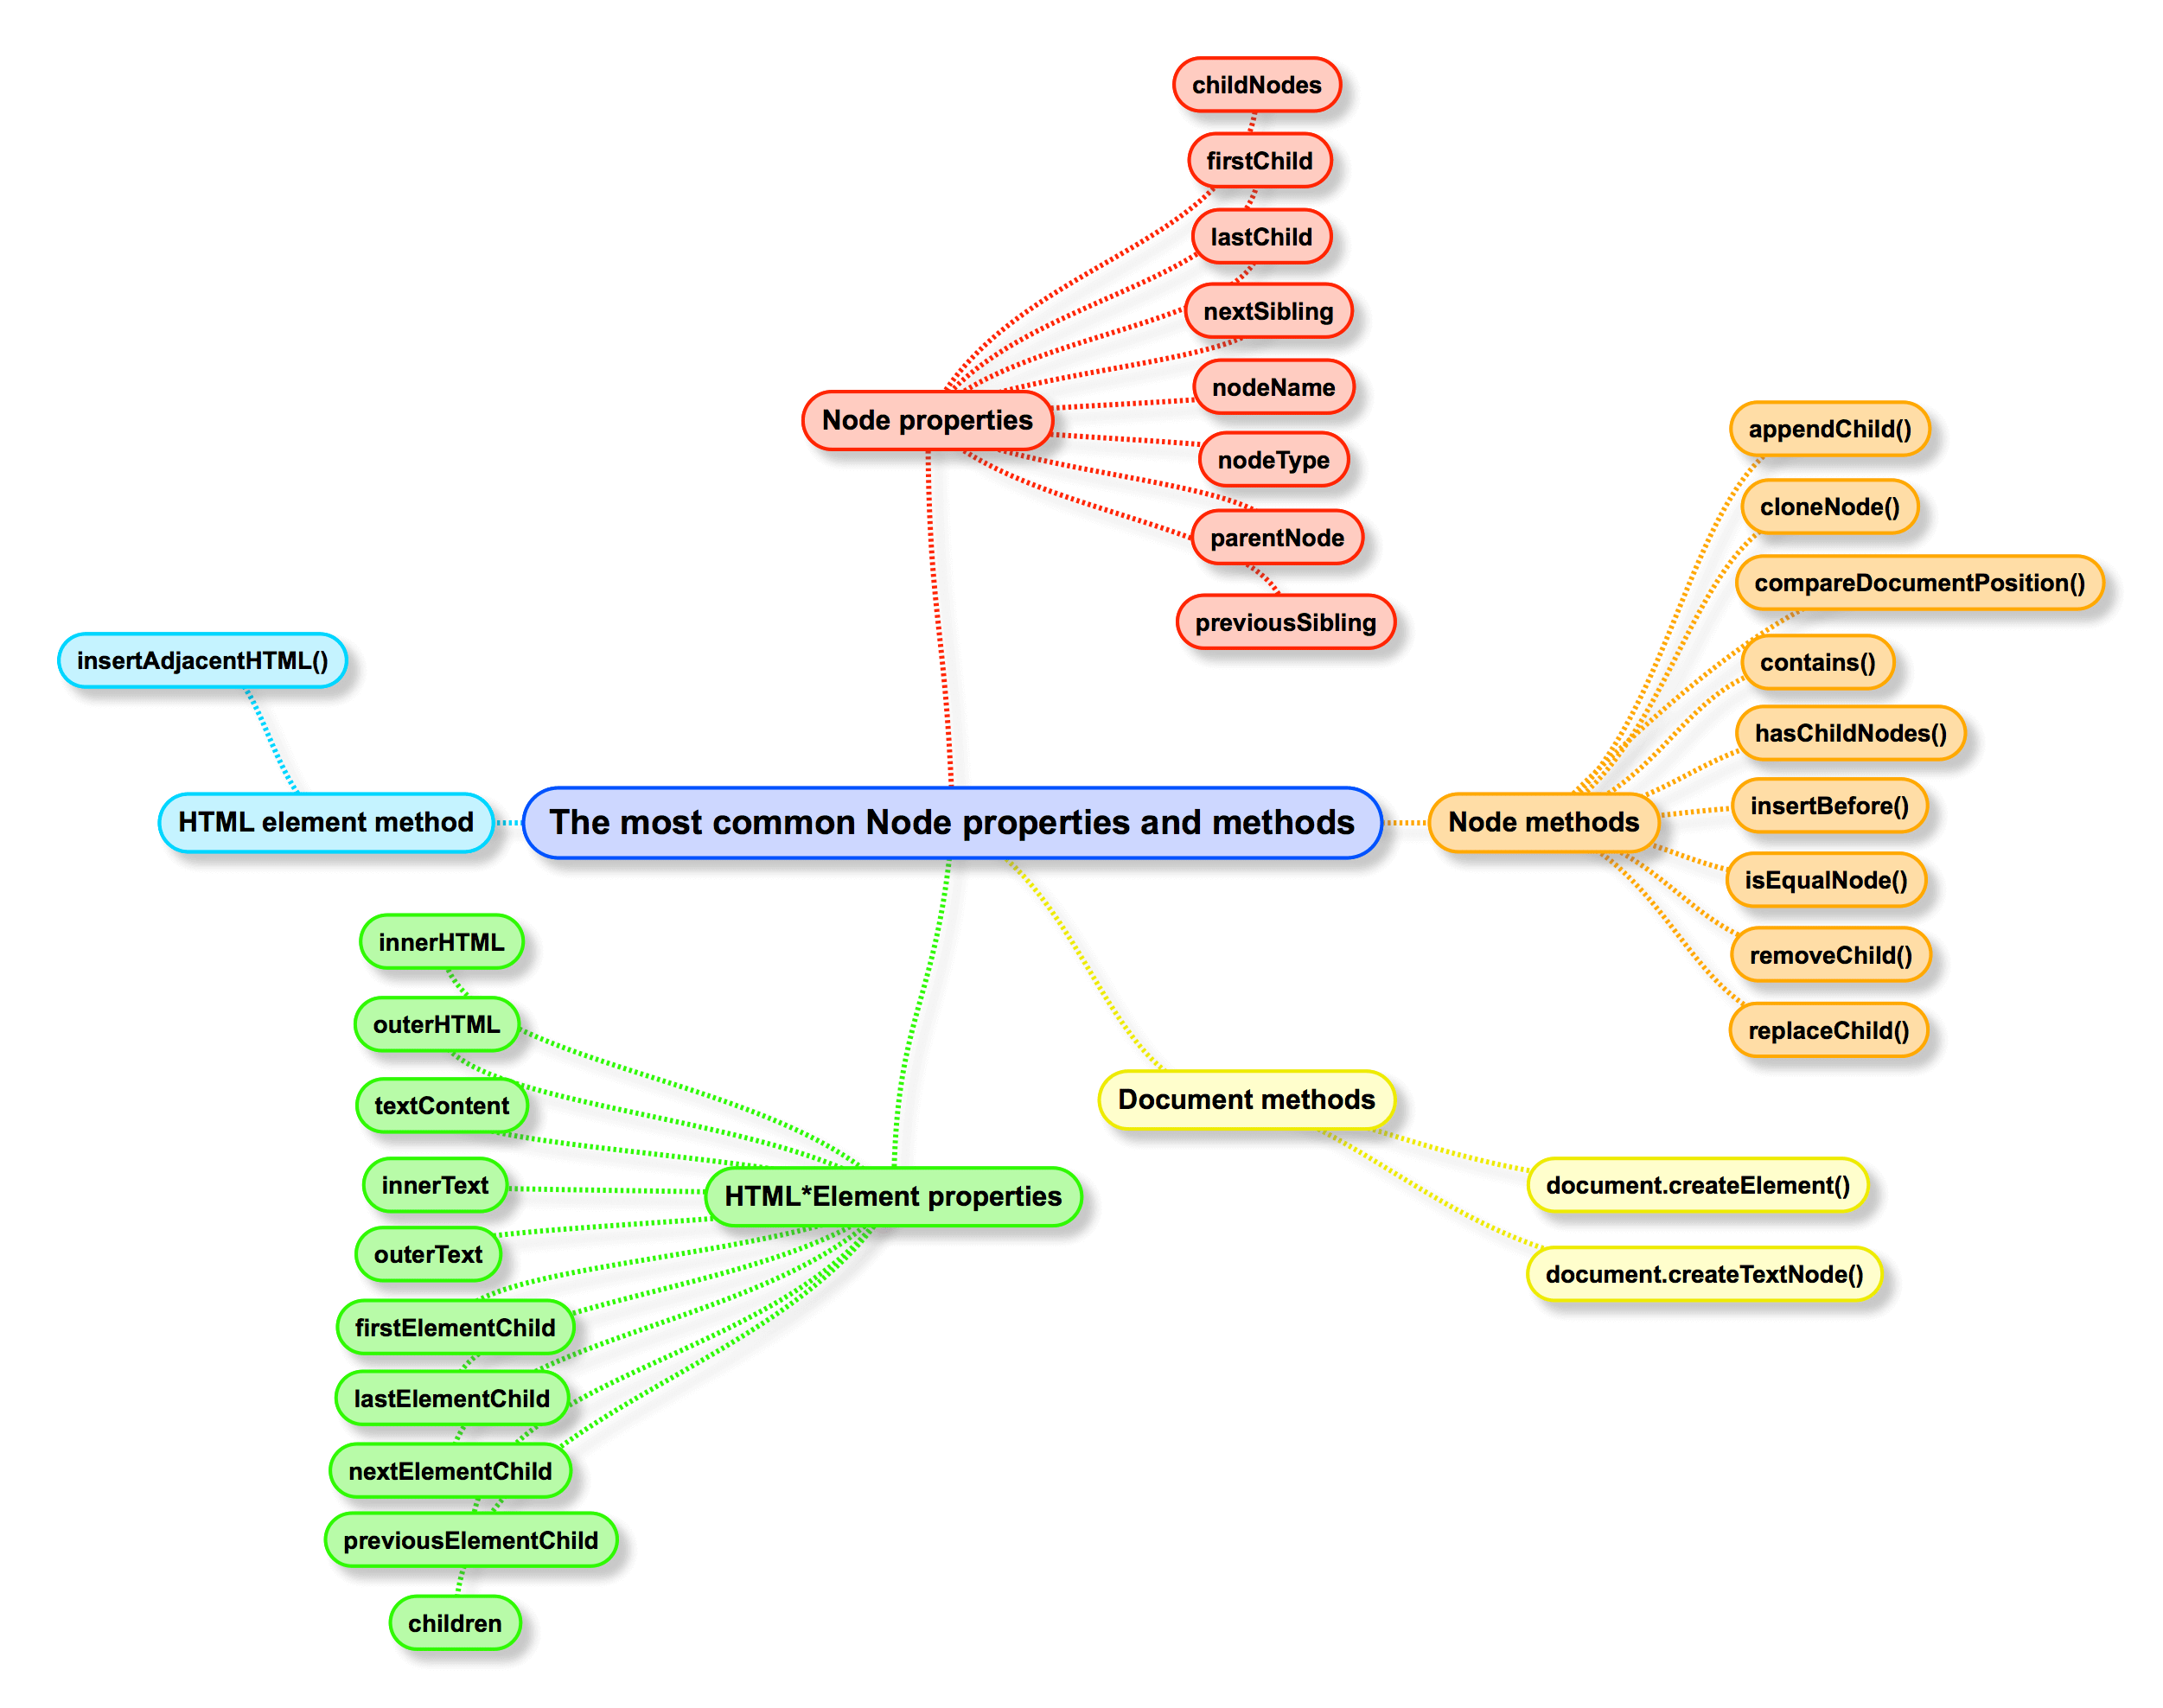 childNodes
firstChild
lastChild
nextSibling
nodeName
Node properties
nodeType
parentNode
previousSibling
appendChild()
cloneNode()
compareDocumentPosition()
contains()
hasChildNodes()
insertBefore()
isEqualNode()
removeChild()
replaceChild()
Node methods
insertAdjacentHTML()
HTML element method
The most common Node properties and methods
innerHTML
outerHTML
textContent
innerText
outerText
firstElementChild
lastElementChild
nextElementChild
previousElementChild
children
HTML*Element properties
Document methods
document.createElement()
document.createTextNode()